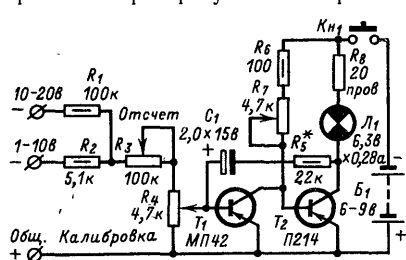 Кн₁
R₆
100
R₈
20
пров
R₇
4,7к
Л₁
6,3в
×0,28а
10-20в
R₁
100к
Отсчет
C₁
2,0×15в
+
R₅*
22к
1-10в
R₂
5,1к
R₃
100к
R₄
4,7к
T₁
МП42
T₂
П214
Б₁
6-9в
-
+
Общ. Калибровка
+